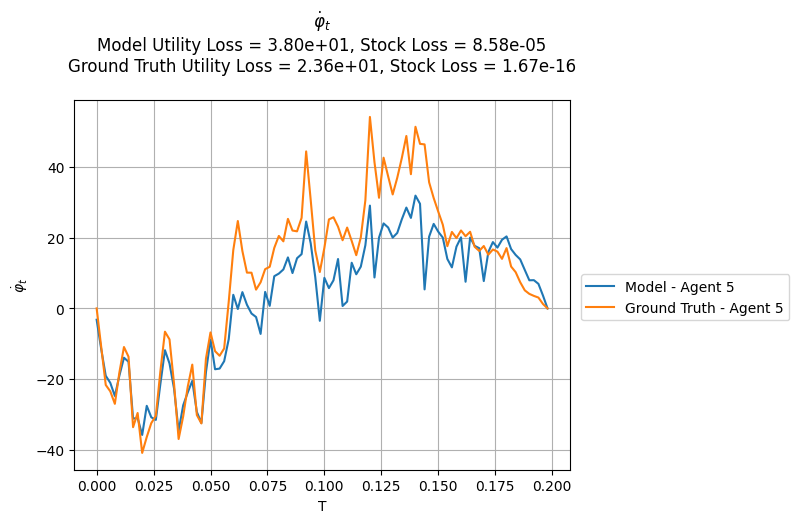 φ̇ₜ
Model Utility Loss = 3.80e+01, Stock Loss = 8.58e-05
Ground Truth Utility Loss = 2.36e+01, Stock Loss = 1.67e-16
40
20
0
−20
−40
φ̇ₜ
0.000 0.025 0.050 0.075 0.100 0.125 0.150 0.175 0.200
T
Model - Agent 5
Ground Truth - Agent 5